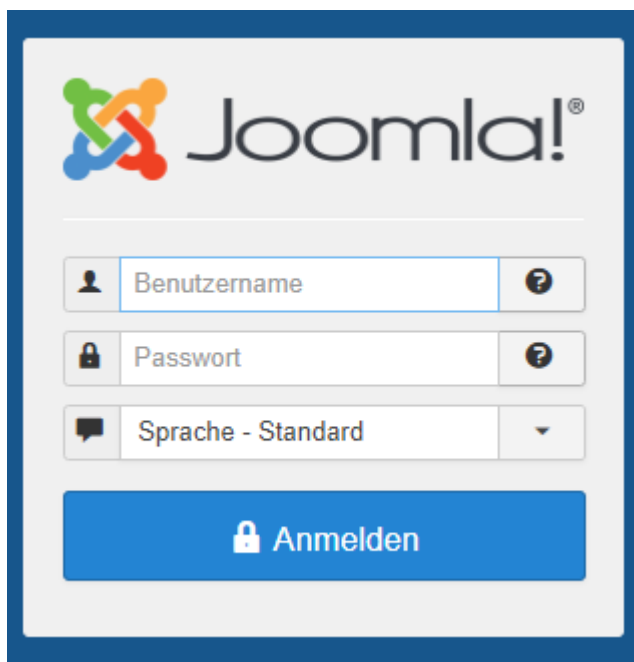 Joomla!®
Benutzername
Passwort
Sprache - Standard
Anmelden